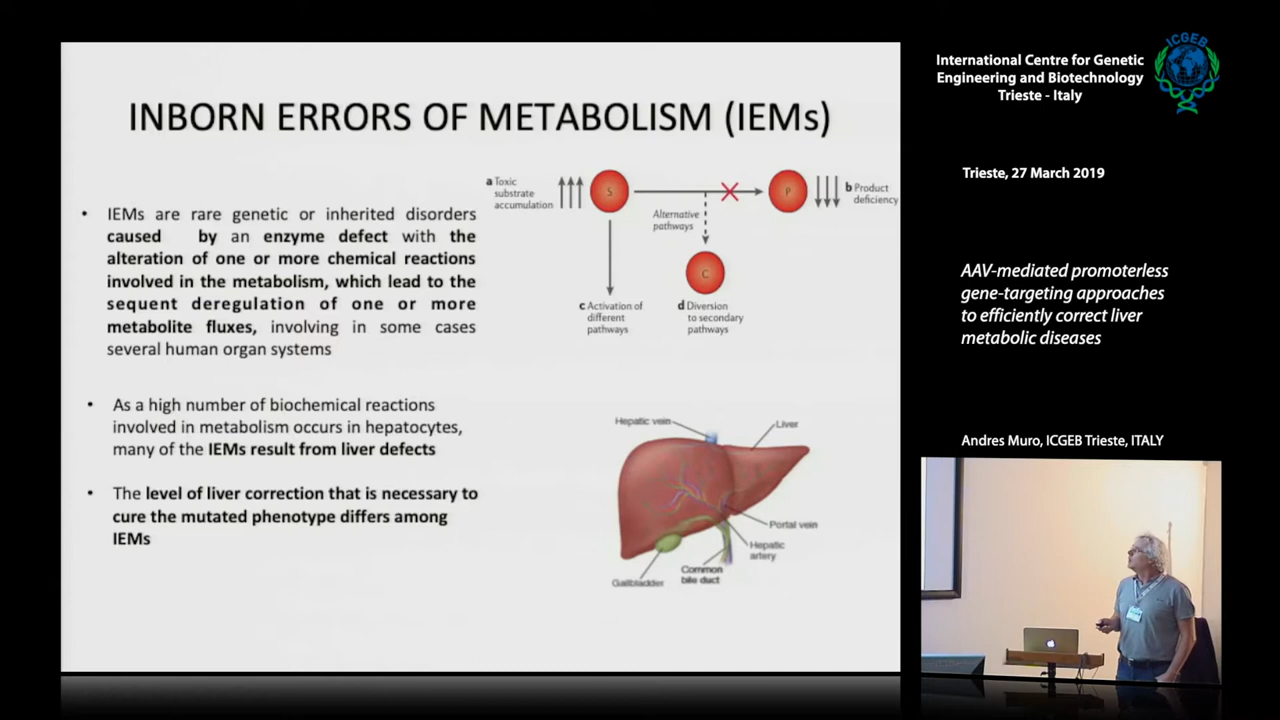 INBORN ERRORS OF METABOLISM (IEMs)
IEMs are rare genetic or inherited disorders
caused by an enzyme defect with the
alteration of one or more chemical reactions
involved in the metabolism, which lead to the
sequent deregulation of one or more
metabolite fluxes, involving in some cases
several human organ systems
As a high number of biochemical reactions
involved in metabolism occurs in hepatocytes,
many of the IEMs result from liver defects
The level of liver correction that is necessary to
cure the mutated phenotype differs among
IEMs
a Toxic
substrate
accumulation
S
P
b Product
deficiency
Alternative
pathways
C
c Activation of
different
pathways
d Diversion
to secondary
pathways
Hepatic vein
Liver
Portal vein
Hepatic
artery
Common
bile duct
Gallbladder
International Centre for Genetic
Engineering and Biotechnology
Trieste - Italy
ICGEB
Trieste, 27 March 2019
AAV-mediated promoterless
gene-targeting approaches
to efficiently correct liver
metabolic diseases
Andres Muro, ICGEB Trieste, ITALY